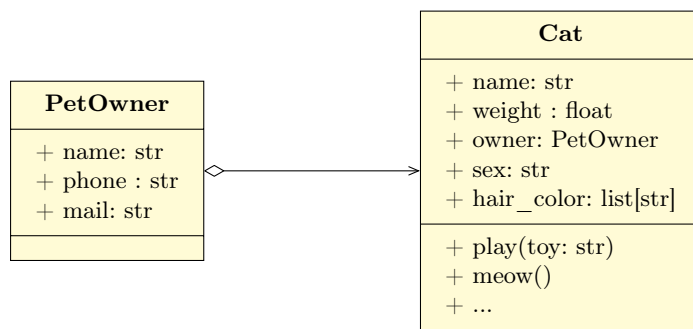 PetOwner
+ name: str
+ phone : str
+ mail: str
Cat
+ name: str
+ weight : float
+ owner: PetOwner
+ sex: str
+ hair_color: list[str]
+ play(toy: str)
+ meow()
+ ...